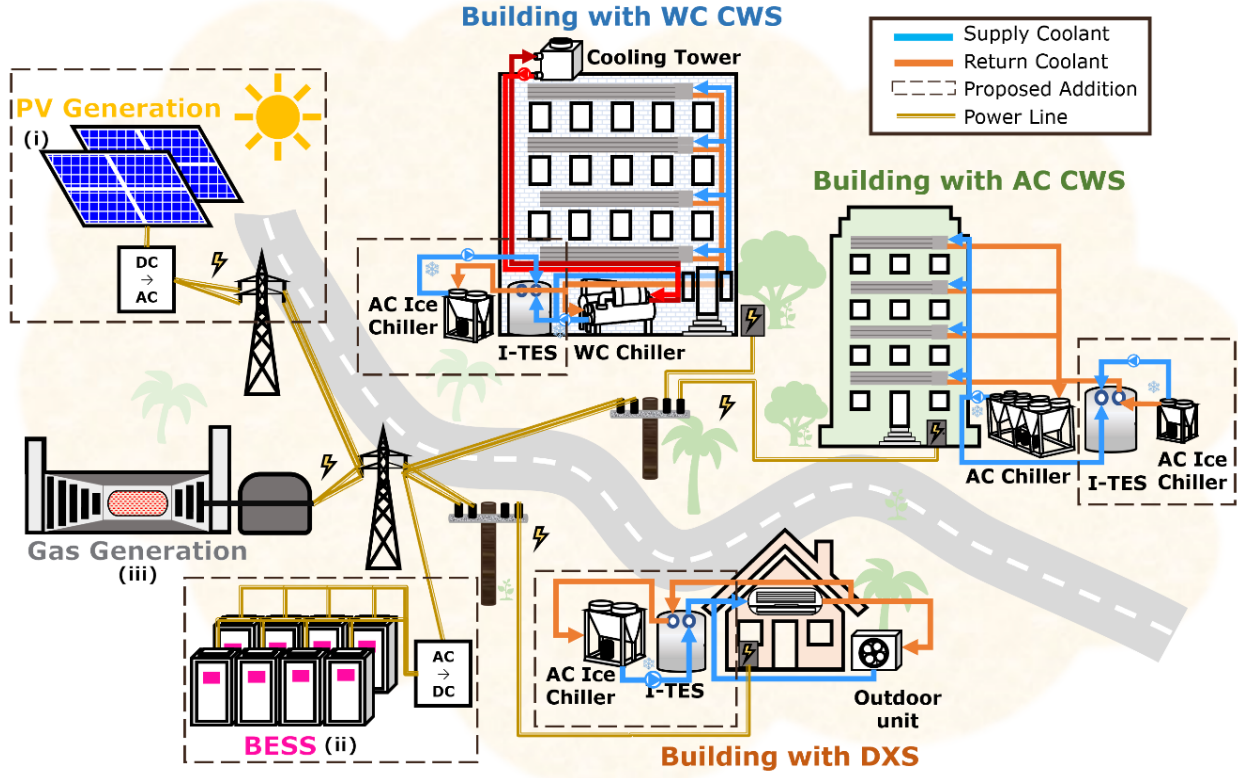 Building with WC CWS
Supply Coolant
Return Coolant
Proposed Addition
Power Line
Cooling Tower
PV Generation
(i)
DC
→
AC
Building with AC CWS
AC Ice
Chiller
I-TES
WC Chiller
AC Chiller
I-TES
AC Ice
Chiller
Gas Generation
(iii)
AC
→
DC
BESS (ii)
AC Ice
Chiller
I-TES
Outdoor
unit
Building with DXS